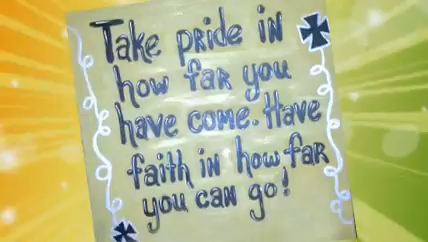 Take pride in
how far you
have come. Have
faith in how far
you can go!